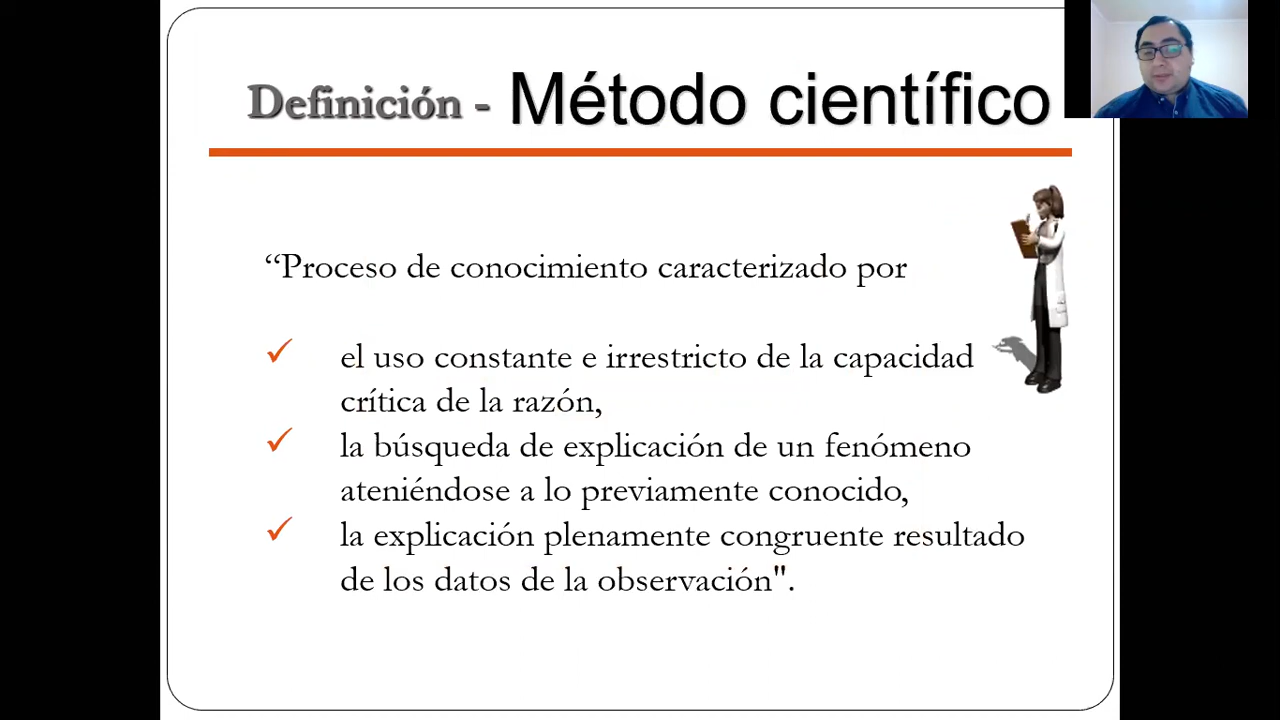 Definición - Método científico
“Proceso de conocimiento caracterizado por
el uso constante e irrestricto de la capacidad
crítica de la razón,
la búsqueda de explicación de un fenómeno
ateniéndose a lo previamente conocido,
la explicación plenamente congruente resultado
de los datos de la observación".